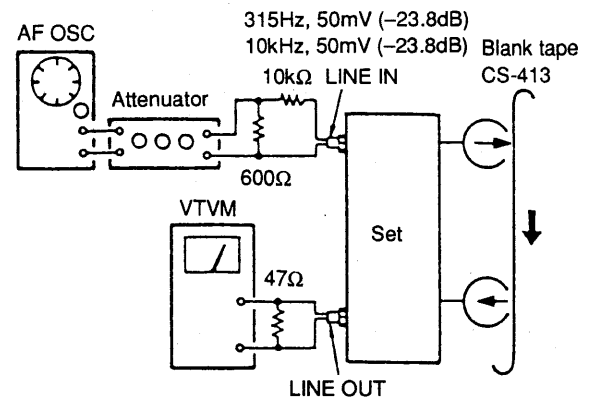 315Hz, 50mV (−23.8dB)
AF OSC
10kHz, 50mV (−23.8dB)
Blank tape
CS-413
10kΩ
LINE IN
Attenuator
600Ω
VTVM
Set
47Ω
LINE OUT